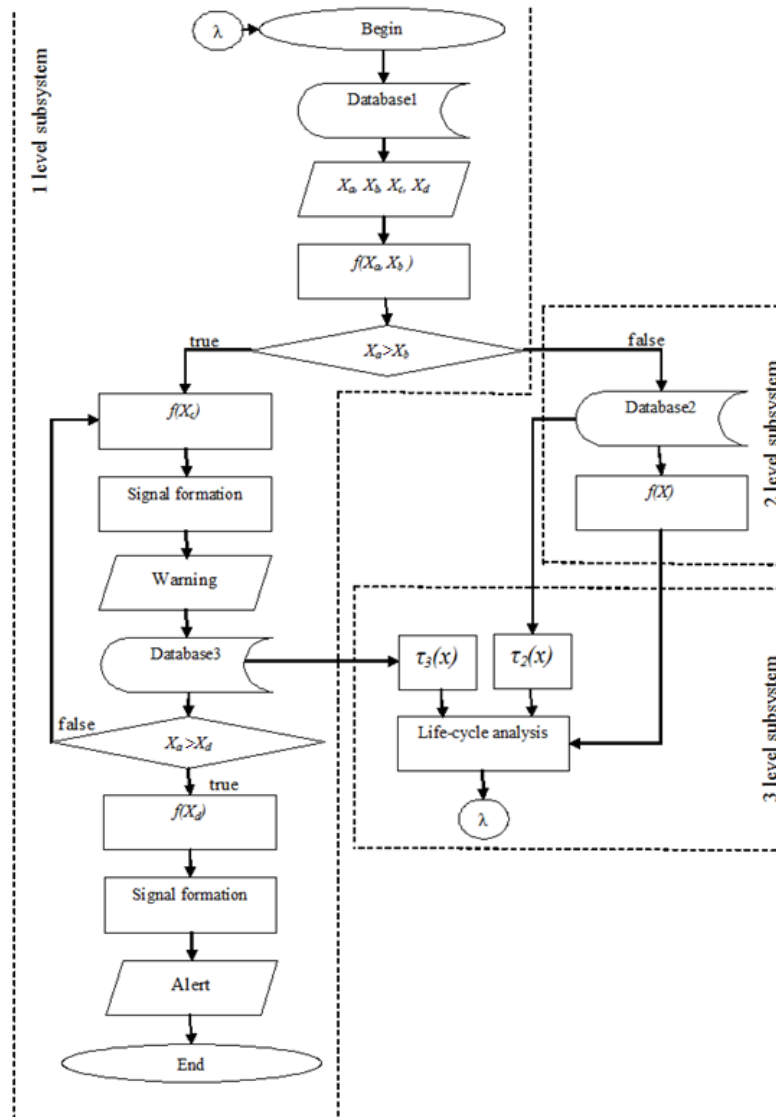 λ
Begin
Database1
1 level subsystem
Xa, Xb, Xc, Xd
f(Xa, Xb )
Xa>Xb
true
false
f(Xc)
Database2
2 level subsystem
Signal formation
f(X)
Warning
Database3
τ3(x)
τ2(x)
false
Xa>Xd
Life-cycle analysis
3 level subsystem
true
f(Xd)
λ
Signal formation
Alert
End